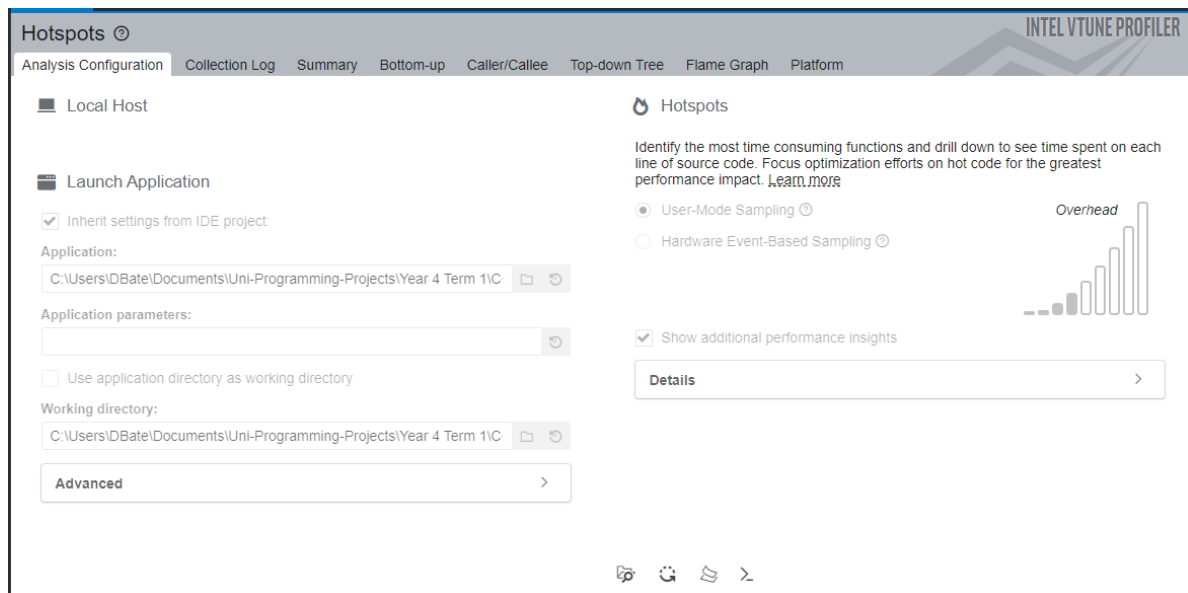 Hotspots
INTEL VTUNE PROFILER
Analysis Configuration Collection Log Summary Bottom-up Caller/Callee Top-down Tree Flame Graph Platform
Local Host
Launch Application
Inherit settings from IDE project:
Application:
C:\Users\DBate\Documents\Uni-Programming-Projects\Year 4 Term 1\C
Application parameters:
Use application directory as working directory
Working directory:
C:\Users\DBate\Documents\Uni-Programming-Projects\Year 4 Term 1\C
Advanced
Hotspots
Identify the most time consuming functions and drill down to see time spent on each
line of source code. Focus optimization efforts on hot code for the greatest
performance impact. Learn more
User-Mode Sampling
Overhead
Hardware Event-Based Sampling
Show additional performance insights
Details